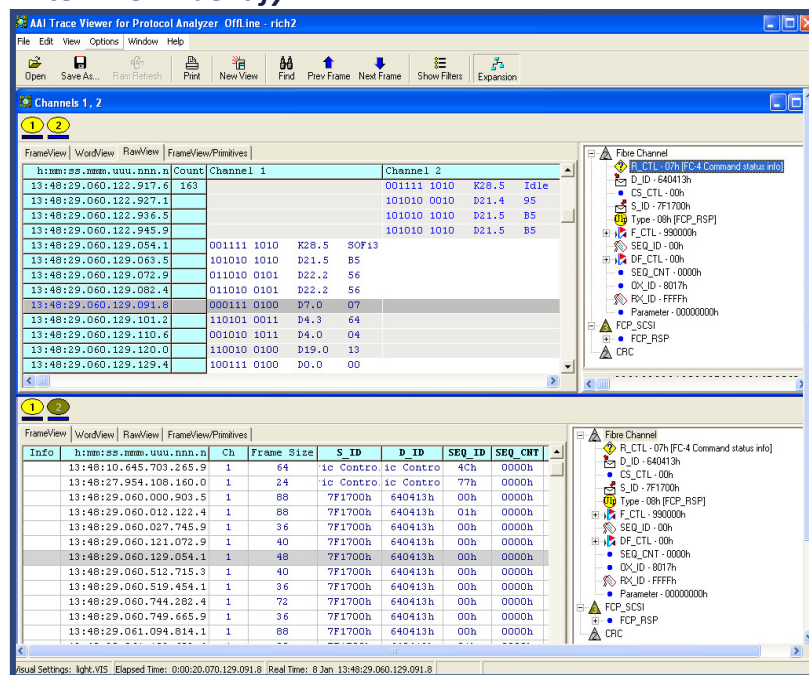 AAI Trace Viewer for Protocol Analyzer OffLine - rich2
File Edit View Options Window Help
Open Save As... Ram Refresh Print New View Find Prev Frame Next Frame Show Filters Expansion
Channels 1, 2
1 2
FrameView WordView RawView FrameView/Primitives
h:mm:ss.mmm.uuu.nnn.n Count Channel 1 Channel 2
13:48:29.060.122.917.6 163 001111 1010 K28.5 Idle
13:48:29.060.122.927.1 101010 0010 D21.4 95
13:48:29.060.122.936.5 101010 1010 D21.5 B5
13:48:29.060.122.945.9 101010 1010 D21.5 B5
13:48:29.060.129.054.1 001111 1010 K28.5 SOFi3
13:48:29.060.129.063.5 101010 1010 D21.5 B5
13:48:29.060.129.072.9 011010 0101 D22.2 56
13:48:29.060.129.082.4 011010 0101 D22.2 56
13:48:29.060.129.091.8 000111 0100 D7.0 07
13:48:29.060.129.101.2 110101 0011 D4.3 64
13:48:29.060.129.110.6 001010 1011 D4.0 04
13:48:29.060.129.120.0 110010 0100 D19.0 13
13:48:29.060.129.129.4 100111 0100 D0.0 00
Fibre Channel
R_CTL - 07h [FC-4 Command status info]
D_ID - 640413h
CS_CTL - 00h
S_ID - 7F1700h
Type - 08h [FCP_RSP]
F_CTL - 990000h
SEQ_ID - 00h
DF_CTL - 00h
SEQ_CNT - 0000h
OX_ID - 8017h
RX_ID - FFFFh
Parameter - 00000000h
FCP_SCSI
FCP_RSP
CRC
1 2
FrameView WordView RawView FrameView/Primitives
Info h:mm:ss.mmm.uuu.nnn.n Ch Frame Size S_ID D_ID SEQ_ID SEQ_CNT
13:48:10.645.703.265.9 1 64 ic Contro. ic Contro 4Ch 0000h
13:48:27.954.108.160.0 1 24 ic Contro. ic Contro 77h 0000h
13:48:29.060.000.903.5 1 88 7F1700h 640413h 00h 0000h
13:48:29.060.012.122.4 1 88 7F1700h 640413h 01h 0000h
13:48:29.060.027.745.9 1 36 7F1700h 640413h 00h 0000h
13:48:29.060.121.072.9 1 40 7F1700h 640413h 00h 0000h
13:48:29.060.129.054.1 1 48 7F1700h 640413h 00h 0000h
13:48:29.060.512.715.3 1 40 7F1700h 640413h 00h 0000h
13:48:29.060.519.454.1 1 36 7F1700h 640413h 00h 0000h
13:48:29.060.744.282.4 1 72 7F1700h 640413h 00h 0000h
13:48:29.060.749.665.9 1 36 7F1700h 640413h 00h 0000h
13:48:29.061.094.814.1 1 88 7F1700h 640413h 00h 0000h
Fibre Channel
R_CTL - 07h [FC-4 Command status info]
D_ID - 640413h
CS_CTL - 00h
S_ID - 7F1700h
Type - 08h [FCP_RSP]
F_CTL - 990000h
SEQ_ID - 00h
DF_CTL - 00h
SEQ_CNT - 0000h
OX_ID - 8017h
RX_ID - FFFFh
Parameter - 00000000h
FCP_SCSI
FCP_RSP
CRC
Visual Settings: light.VIS Elapsed Time: 0:00:20.070.129.091.8 Real Time: 8 Jan 13:48:29.060.129.091.8